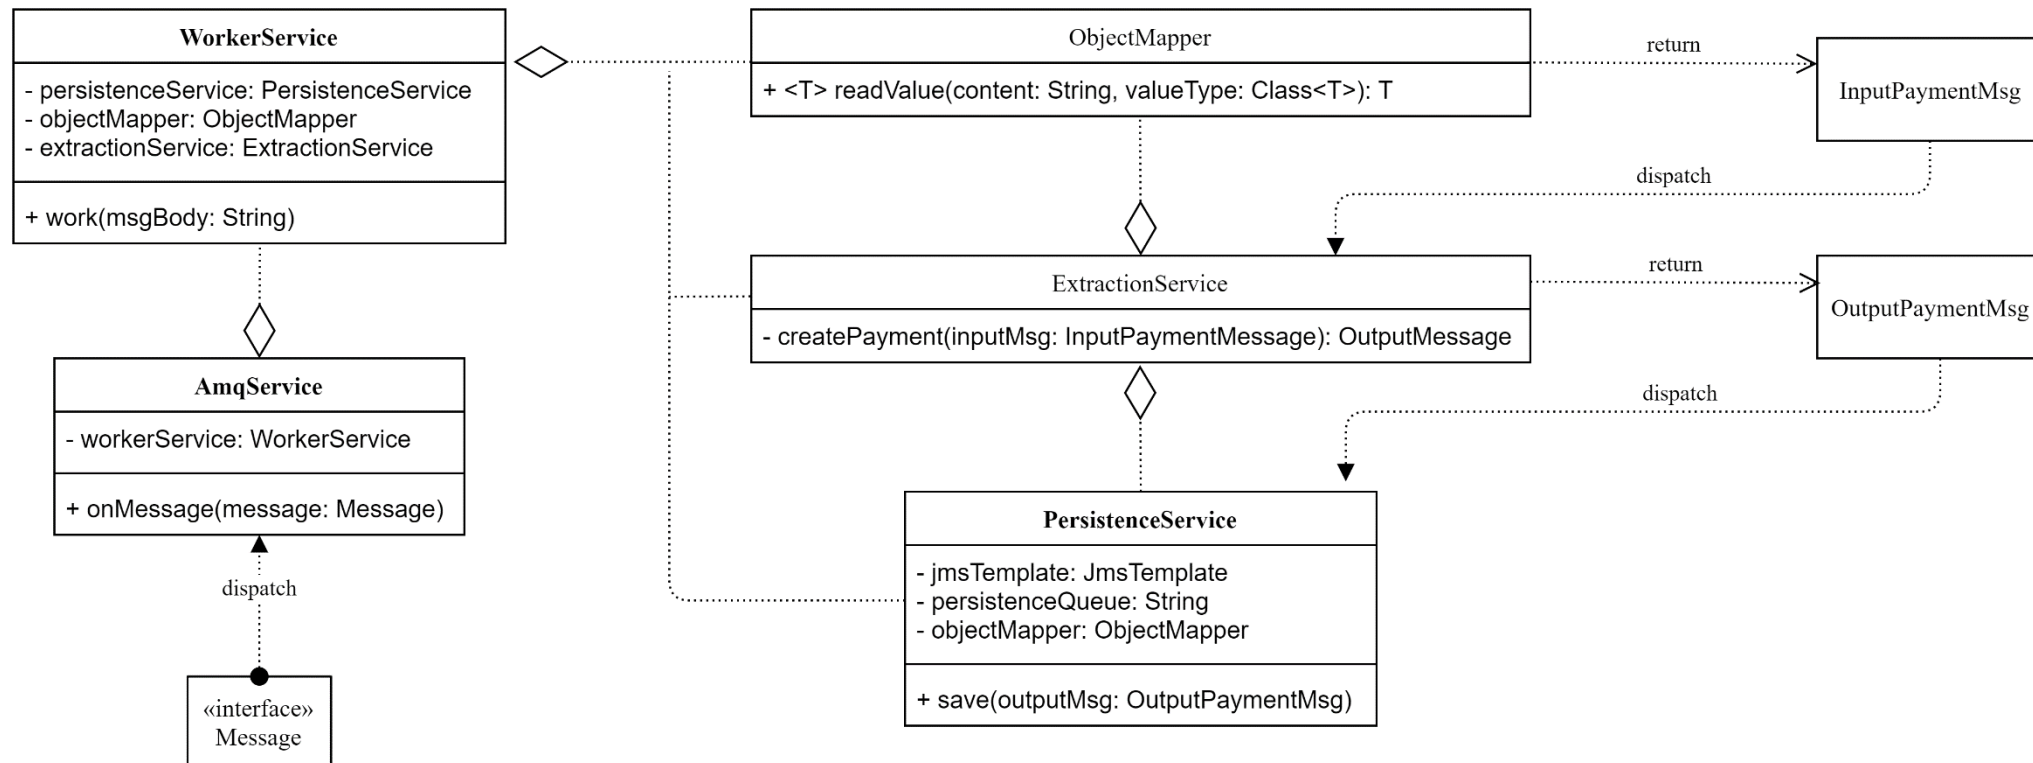 WorkerService
- persistenceService: PersistenceService
- objectMapper: ObjectMapper
- extractionService: ExtractionService
+ work(msgBody: String)
AmqService
- workerService: WorkerService
+ onMessage(message: Message)
dispatch
«interface»
Message
ObjectMapper
+ <T> readValue(content: String, valueType: Class<T>): T
return
InputPaymentMsg
dispatch
ExtractionService
- createPayment(inputMsg: InputPaymentMessage): OutputMessage
return
OutputPaymentMsg
dispatch
PersistenceService
- jmsTemplate: JmsTemplate
- persistenceQueue: String
- objectMapper: ObjectMapper
+ save(outputMsg: OutputPaymentMsg)